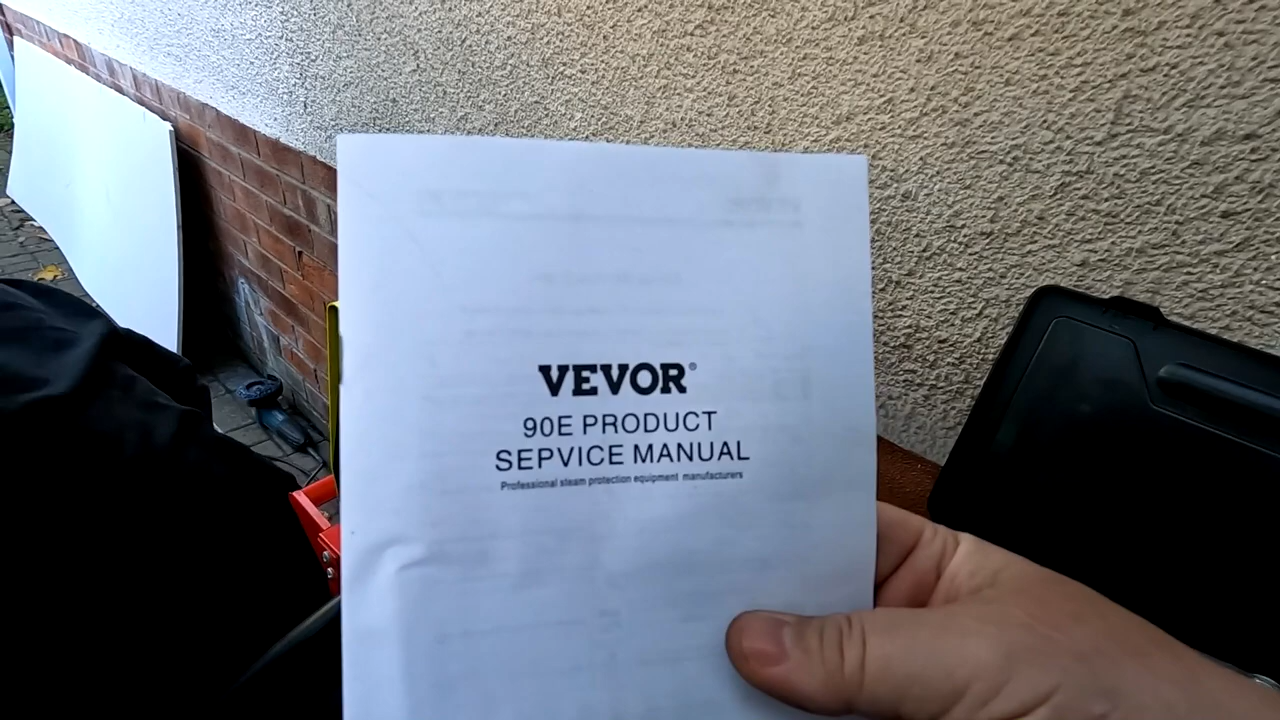 VEVOR®
90E PRODUCT
SEPVICE MANUAL
Professional steam protection equipment manufacturers